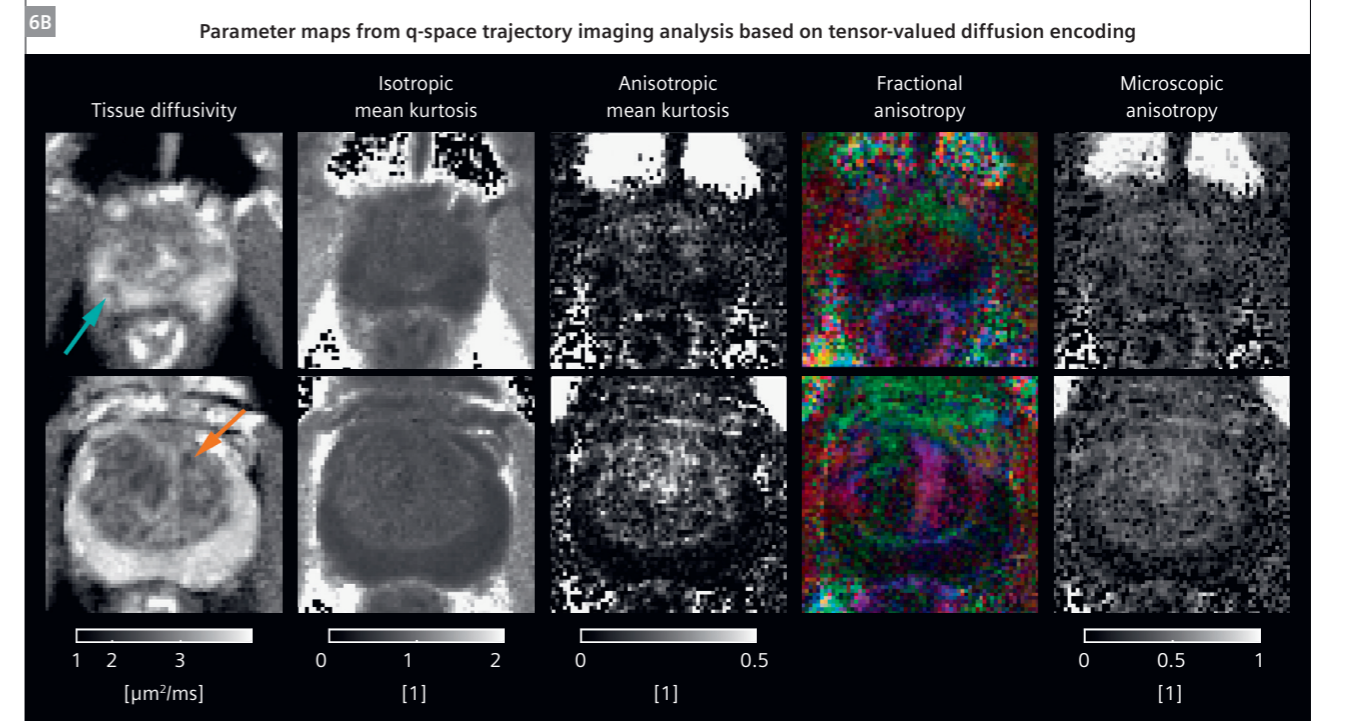 6B
Parameter maps from q-space trajectory imaging analysis based on tensor-valued diffusion encoding
Tissue diffusivity
Isotropic
mean kurtosis
Anisotropic
mean kurtosis
Fractional
anisotropy
Microscopic
anisotropy
1 2 3
[µm²/ms]
0 1 2
[1]
0 0.5
[1]
0 0.5 1
[1]